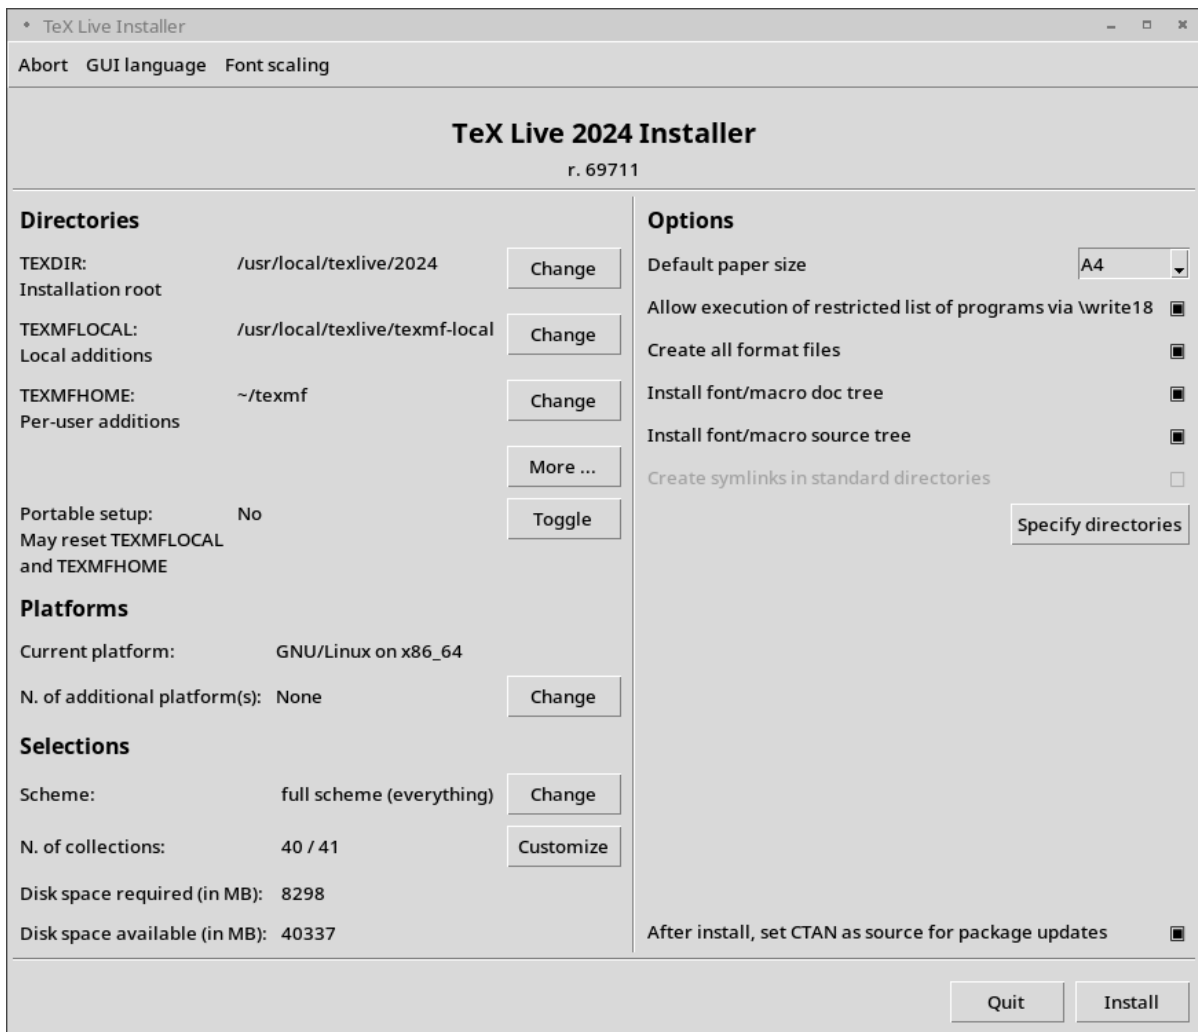 TeX Live Installer
Abort GUI language Font scaling
TeX Live 2024 Installer
r. 69711
Directories
TEXDIR: /usr/local/texlive/2024 Change
Installation root
TEXMFLOCAL: /usr/local/texlive/texmf-local Change
Local additions
TEXMFHOME: ~/texmf Change
Per-user additions
More ...
Portable setup: No Toggle
May reset TEXMFLOCAL
and TEXMFHOME
Platforms
Current platform: GNU/Linux on x86_64
N. of additional platform(s): None Change
Selections
Scheme: full scheme (everything) Change
N. of collections: 40 / 41 Customize
Disk space required (in MB): 8298
Disk space available (in MB): 40337
Options
Default paper size A4
Allow execution of restricted list of programs via \write18
Create all format files
Install font/macro doc tree
Install font/macro source tree
Create symlinks in standard directories
Specify directories
After install, set CTAN as source for package updates
Quit Install